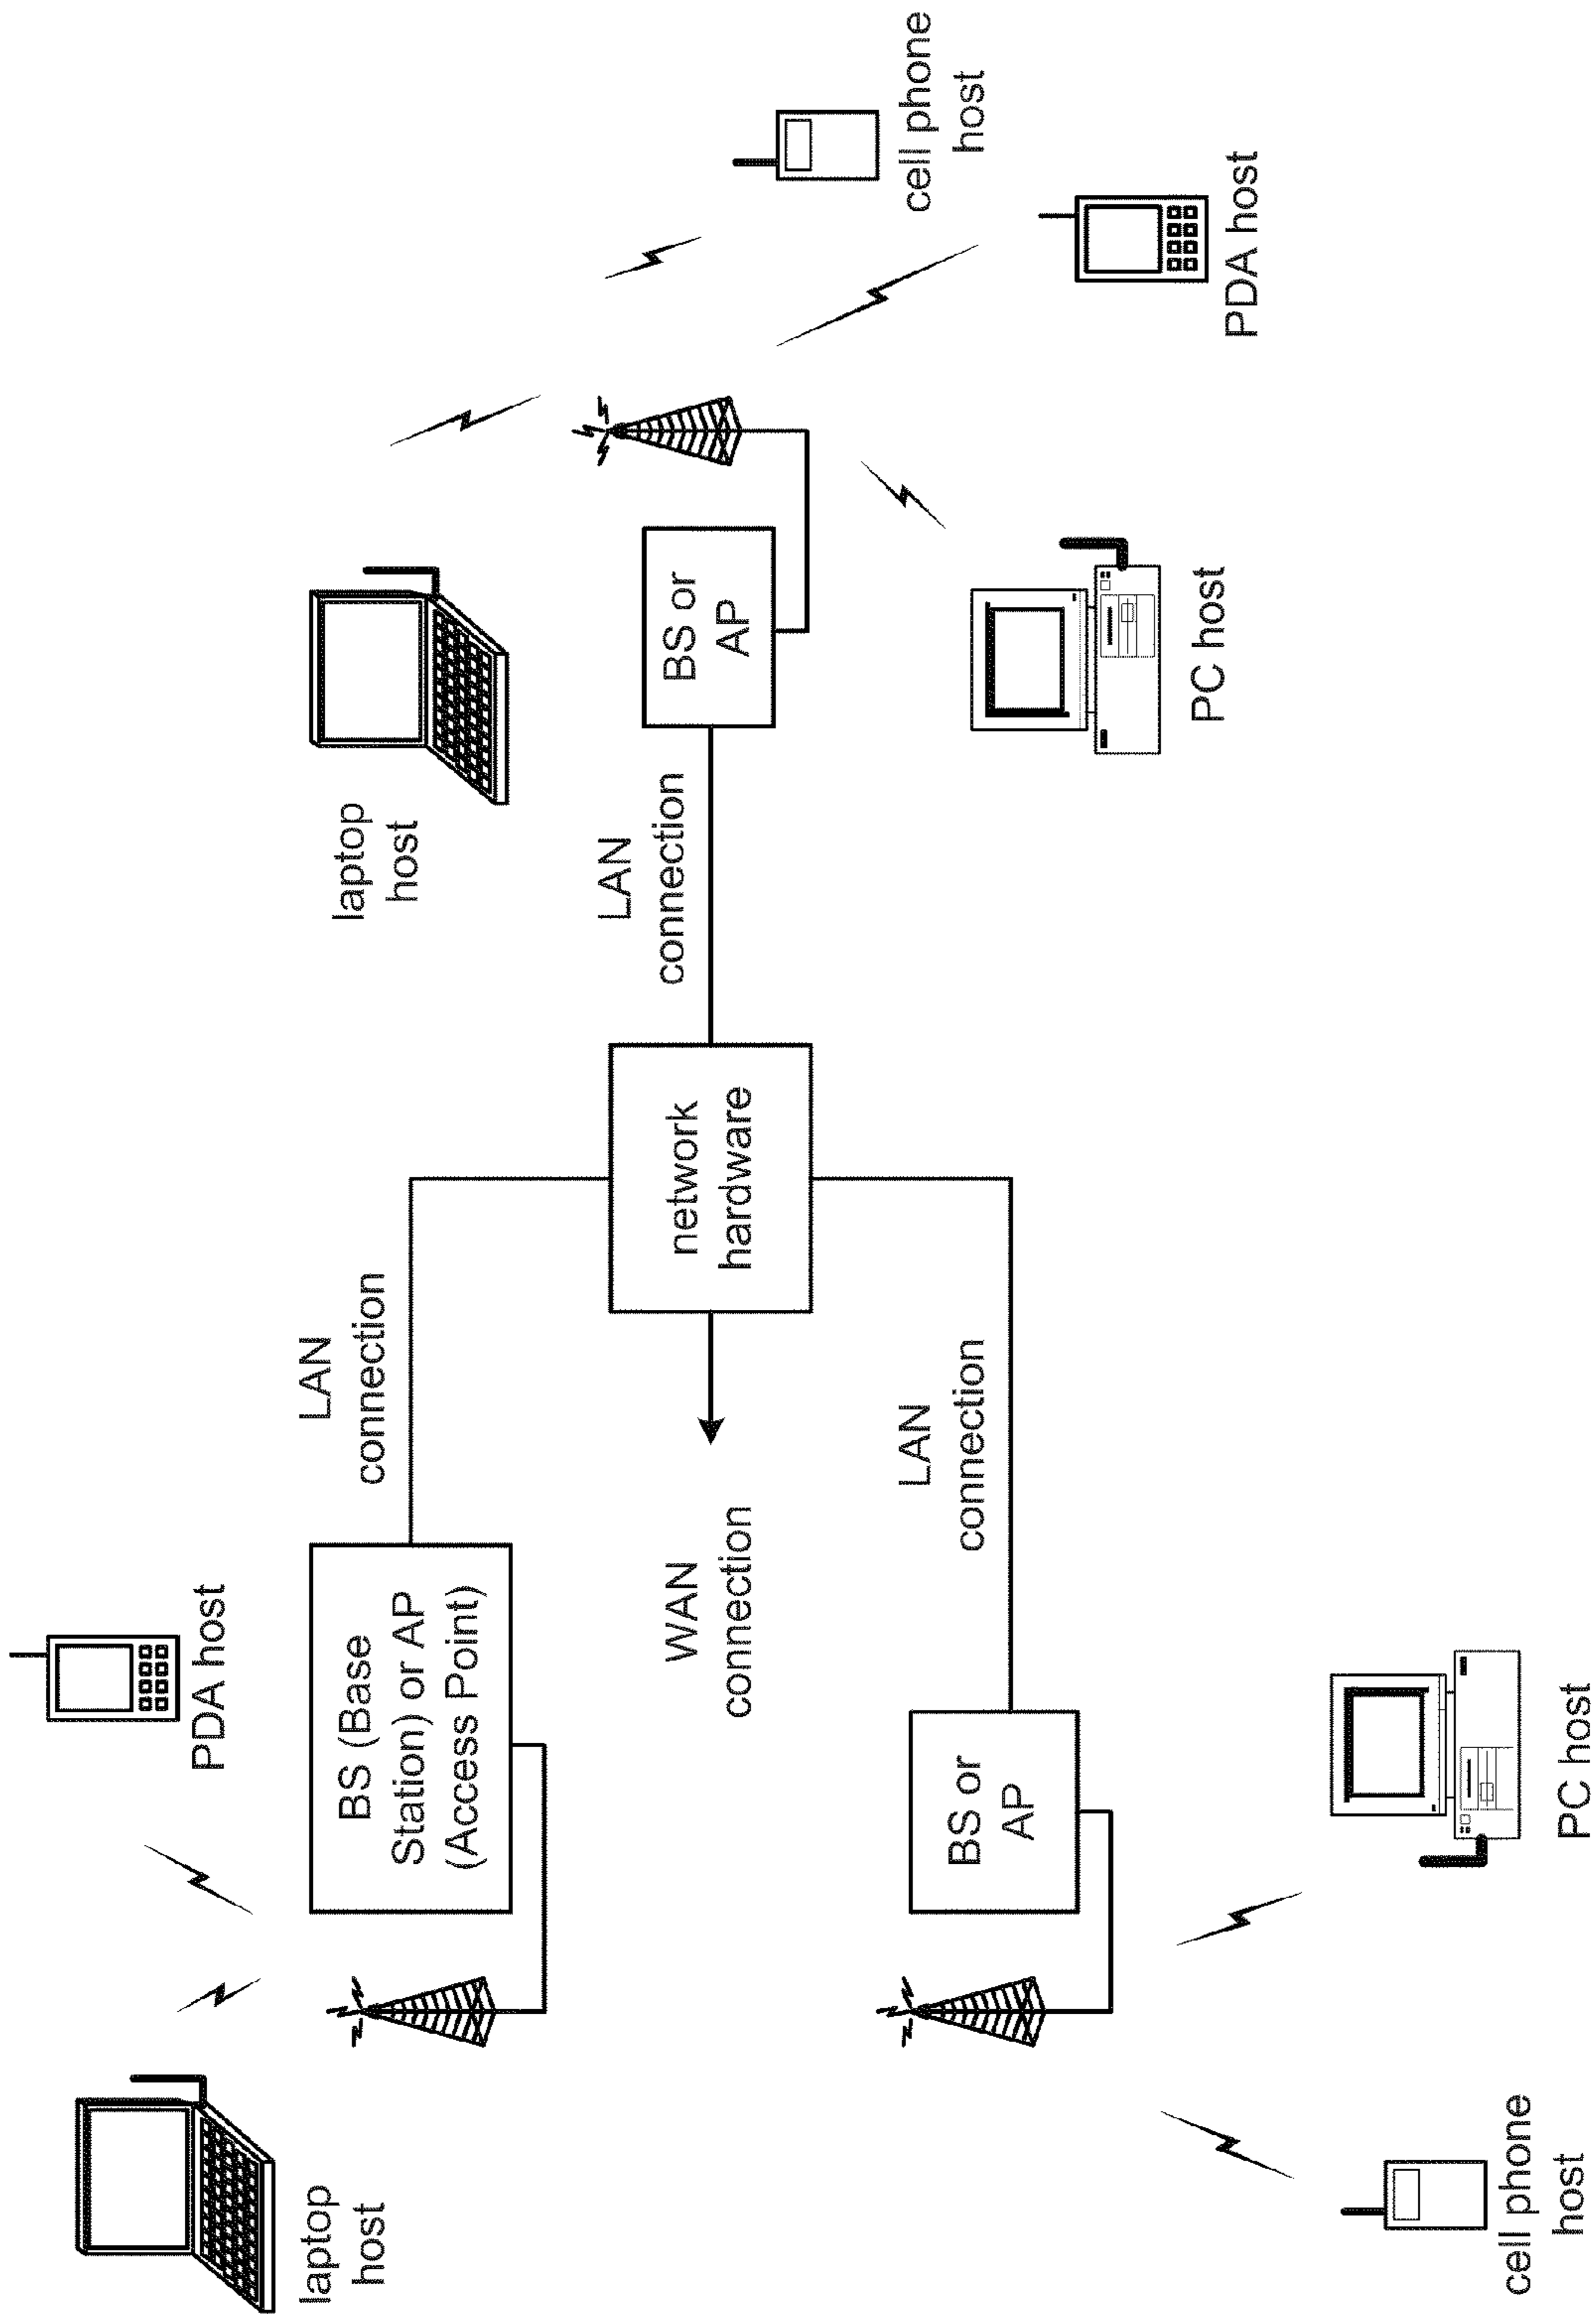 laptop
host
PDA host
BS (Base
Station) or AP
(Access Point)
LAN
connection
laptop
host
WAN
connection
network
hardware
LAN
connection
BS or
AP
cell phone
host
BS or
AP
LAN
connection
PC host
PDA host
cell phone
host
PC host